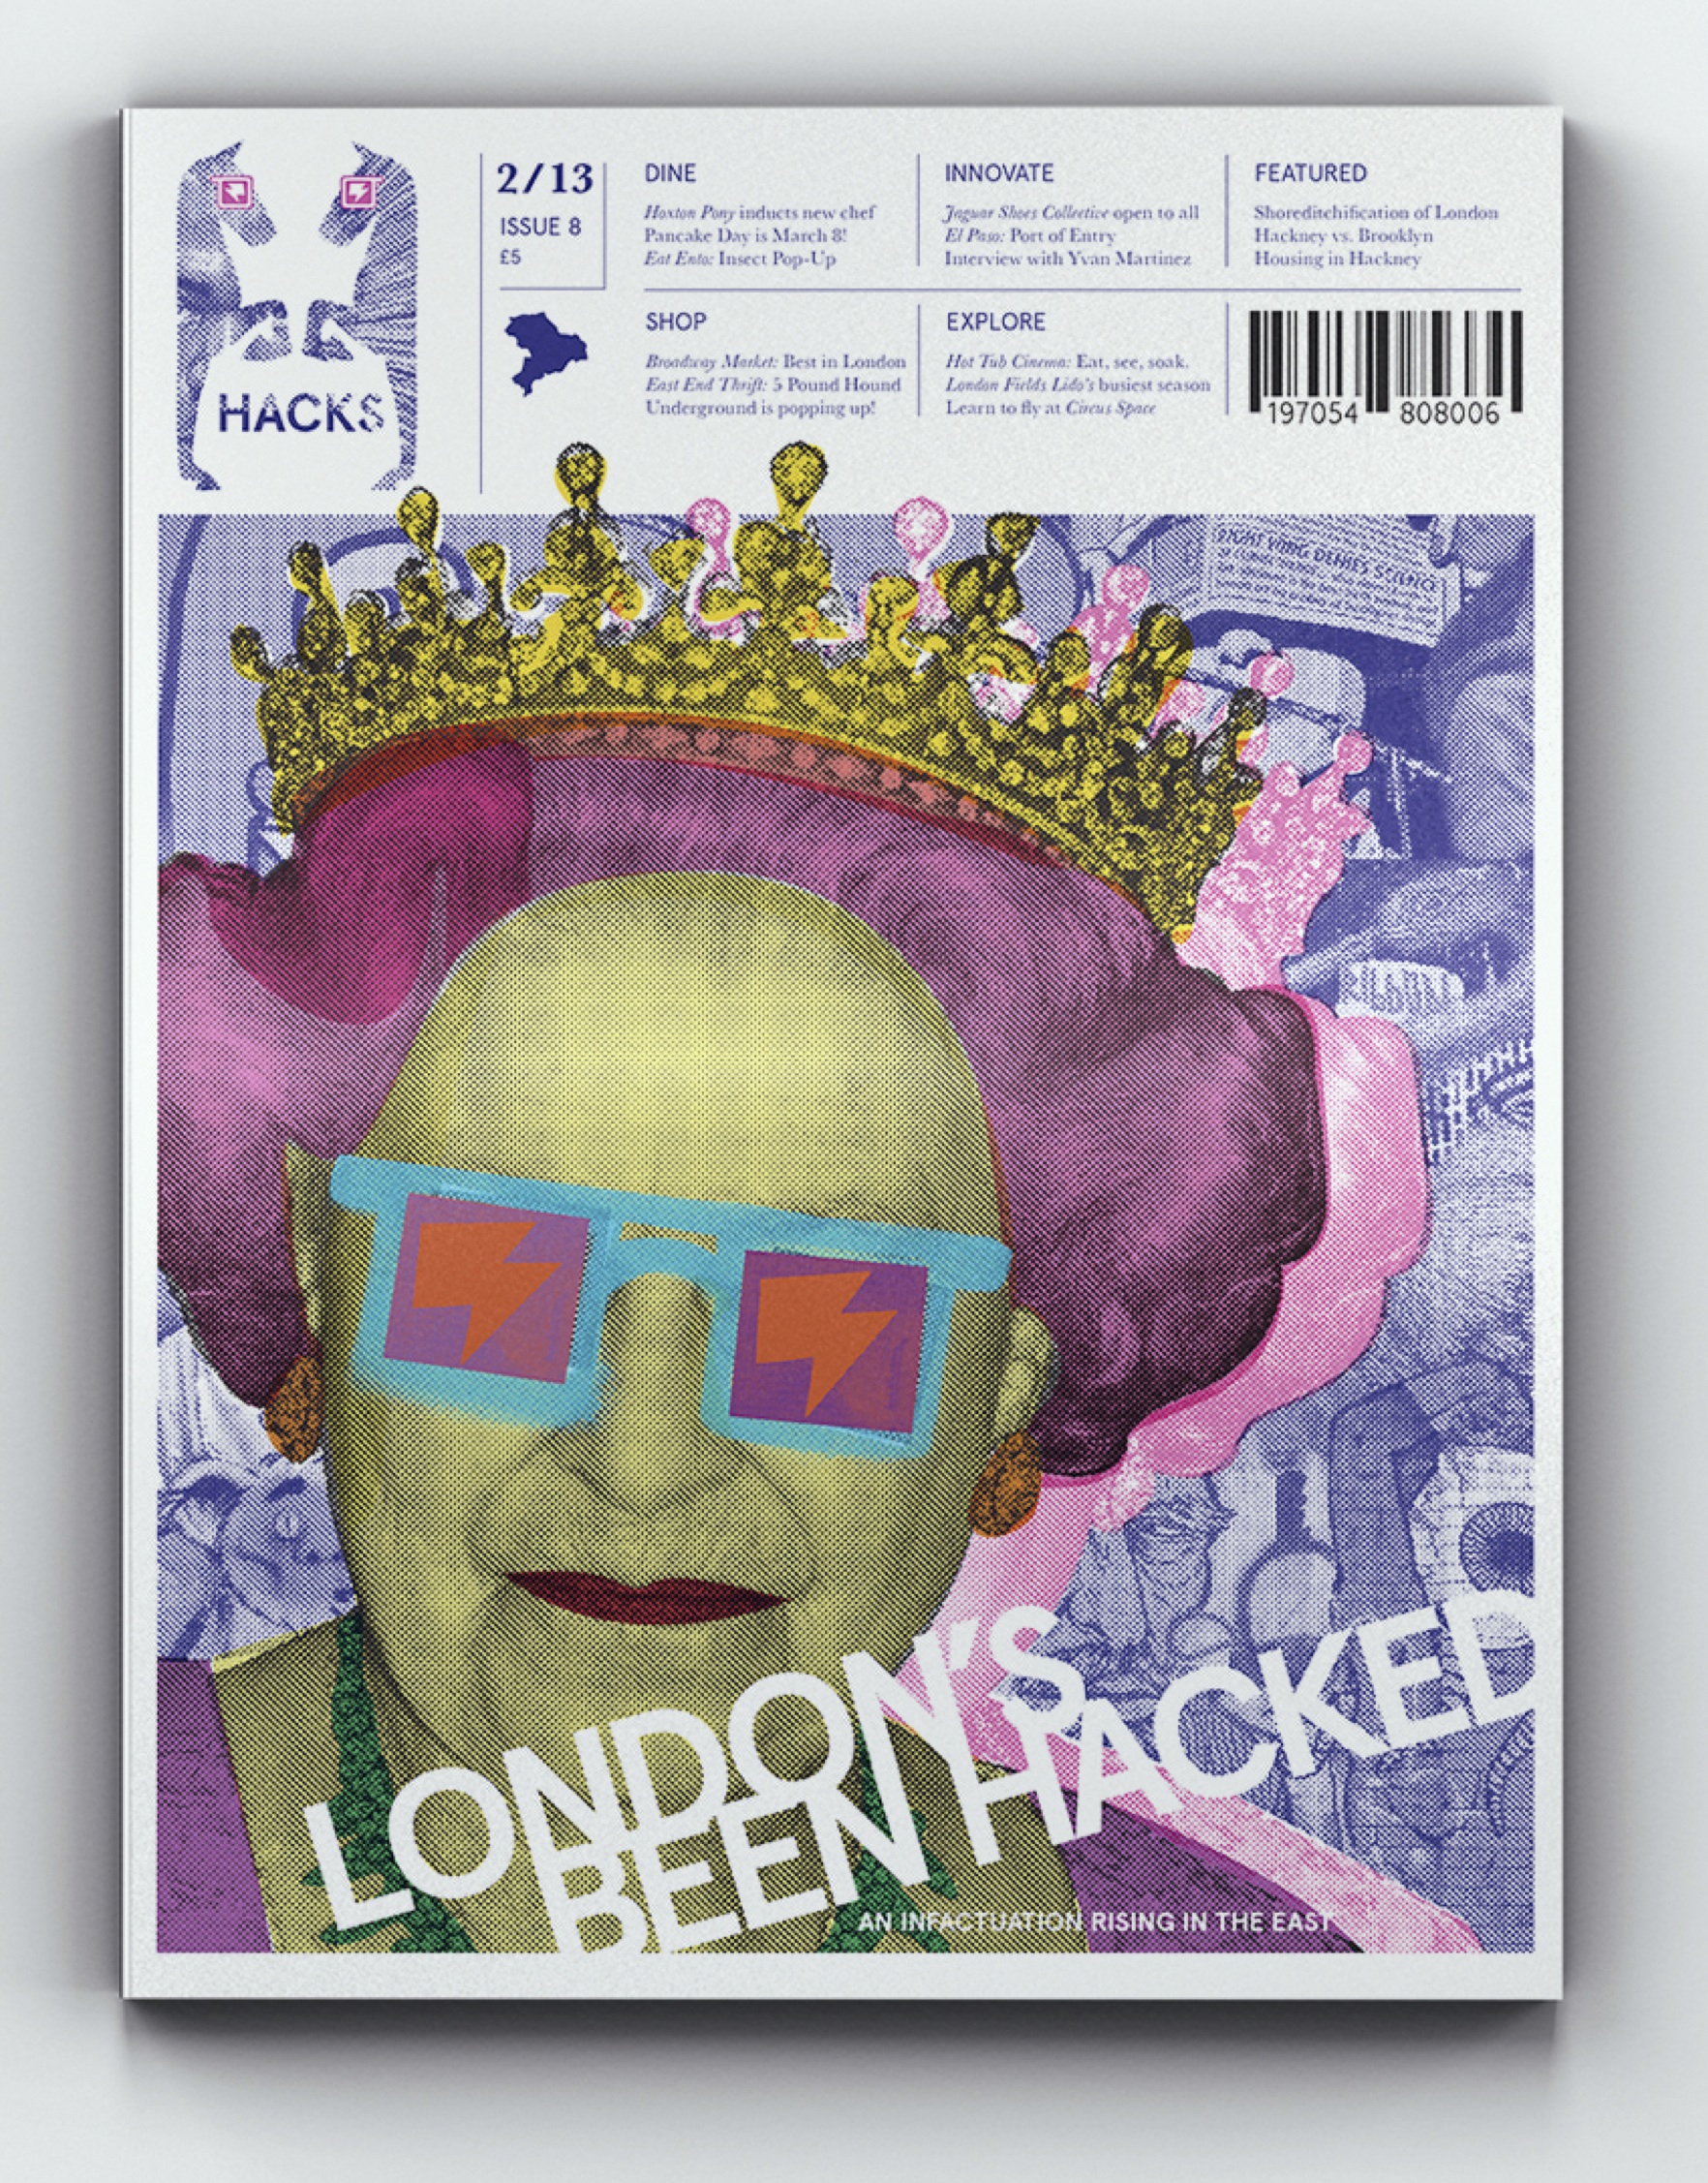 HACKS
2/13
ISSUE 8
£5
DINE
Hoxton Pony inducts new chef
Pancake Day is March 8!
Eat Ento: Insect Pop-Up
INNOVATE
Jaguar Shoes Collective open to all
El Paso: Port of Entry
Interview with Yvan Martinez
FEATURED
Shoreditchification of London
Hackney vs. Brooklyn
Housing in Hackney
SHOP
Broadway Market: Best in London
East End Thrift: 5 Pound Hound
Underground is popping up!
EXPLORE
Hot Tub Cinema: Eat, see, soak.
London Fields Lido's busiest season
Learn to fly at Circus Space
197054 808006
RIGHT WING DENIES SCIENCE
LONDON'S
BEEN HACKED
AN INFACTUATION RISING IN THE EAST